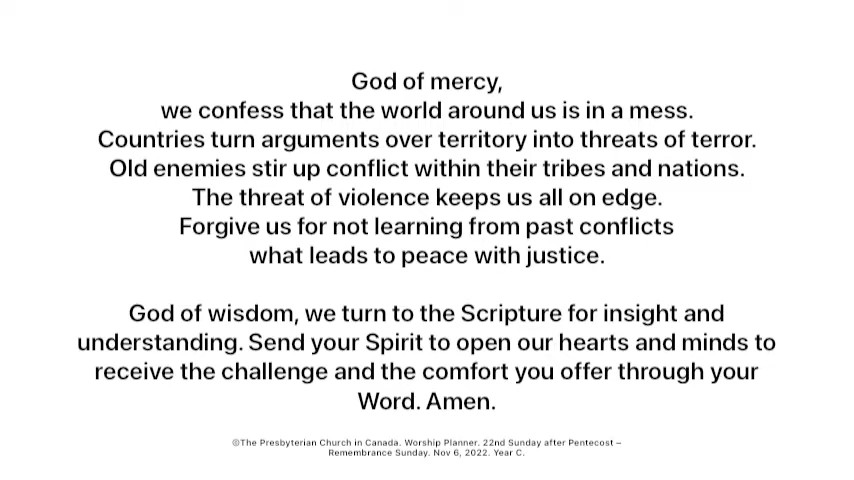 God of mercy,
we confess that the world around us is in a mess.
Countries turn arguments over territory into threats of terror.
Old enemies stir up conflict within their tribes and nations.
The threat of violence keeps us all on edge.
Forgive us for not learning from past conflicts
what leads to peace with justice.
God of wisdom, we turn to the Scripture for insight and
understanding. Send your Spirit to open our hearts and minds to
receive the challenge and the comfort you offer through your
Word. Amen.
©The Presbyterian Church in Canada. Worship Planner. 22nd Sunday after Pentecost –
Remembrance Sunday. Nov 6, 2022. Year C.